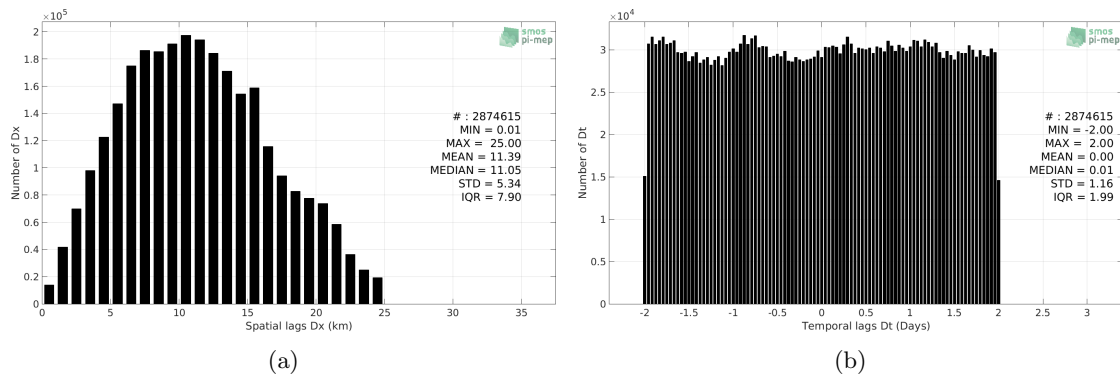 ×10⁵
2
1.8
1.6
1.4
1.2
1
0.8
0.6
0.4
0.2
0
Number of Dx
smos
pi-mep
# : 2874615
MIN = 0.01
MAX = 25.00
MEAN = 11.39
MEDIAN = 11.05
STD = 5.34
IQR = 7.90
0 5 10 15 20 25 30 35
Spatial lags Dx (km)
(a)
×10⁴
3
2.5
2
1.5
1
0.5
0
Number of Dt
smos
pi-mep
# : 2874615
MIN = -2.00
MAX = 2.00
MEAN = 0.00
MEDIAN = 0.01
STD = 1.16
IQR = 1.99
-2 -1.5 -1 -0.5 0 0.5 1 1.5 2 2.5 3
Temporal lags Dt (Days)
(b)